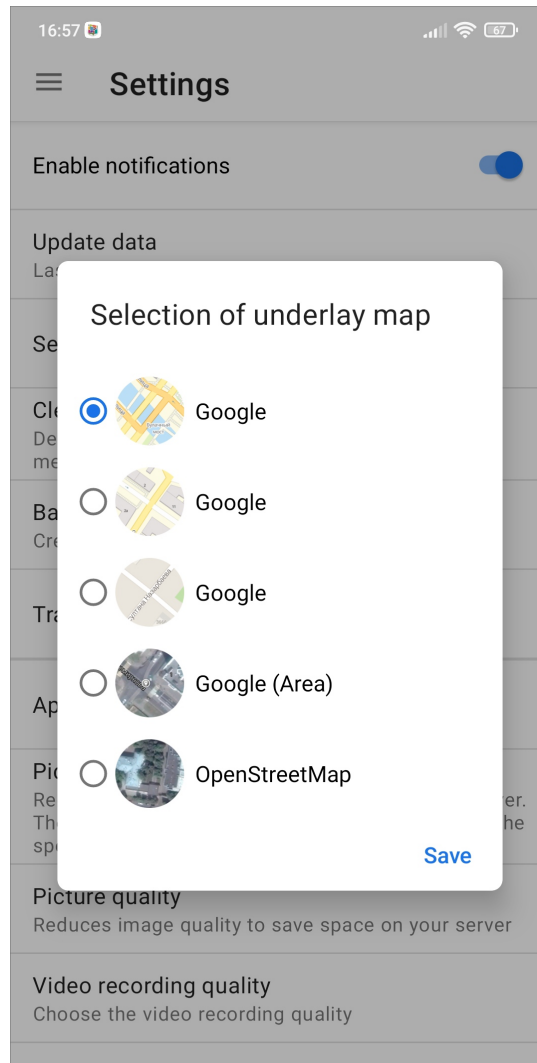 16:57
67
Settings
Enable notifications
Update data
Selection of underlay map
Google
Google
Google
Google (Area)
OpenStreetMap
Save
Picture quality
Reduces image quality to save space on your server
Video recording quality
Choose the video recording quality